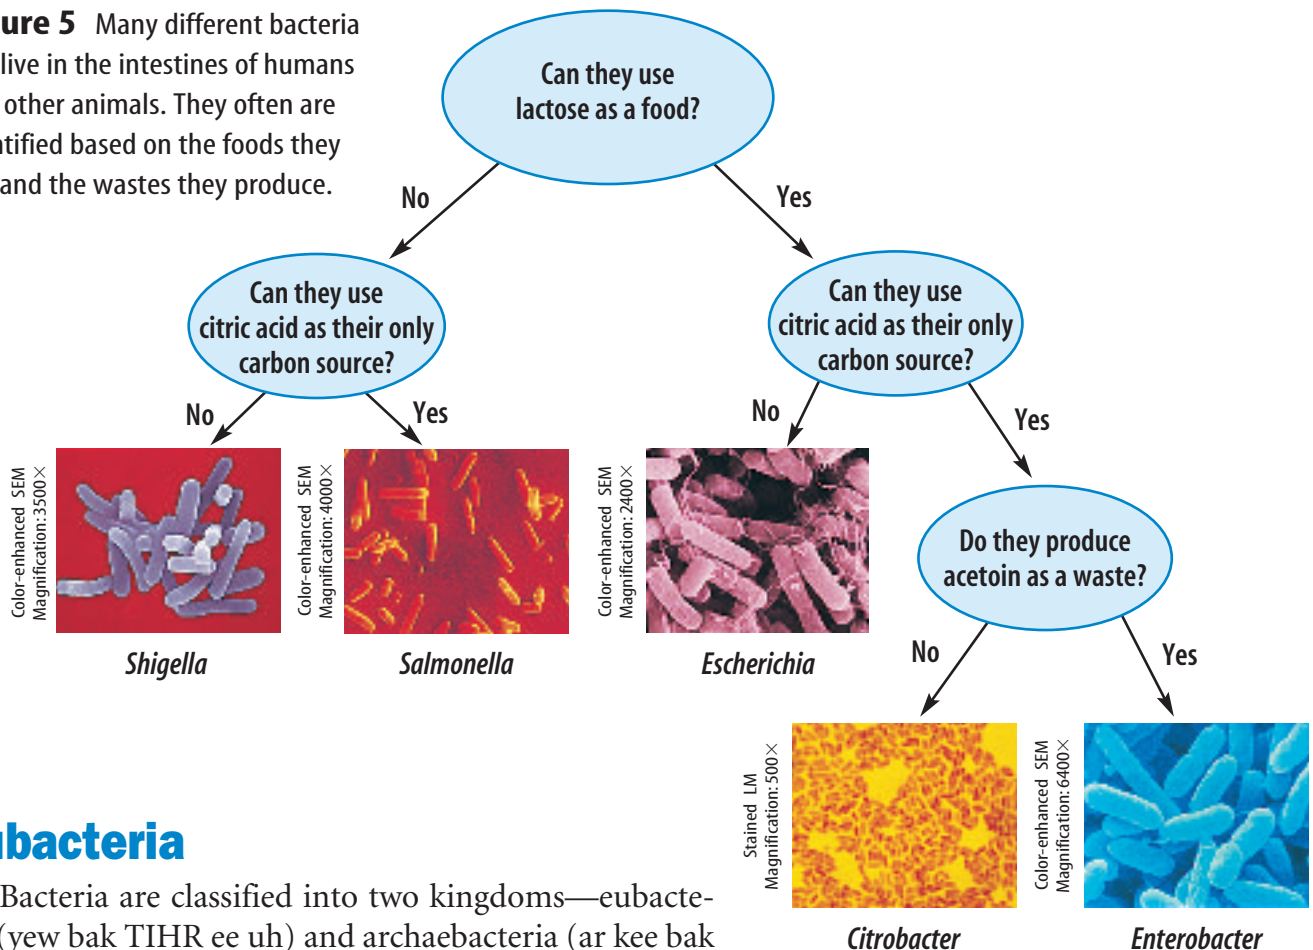 ure 5 Many different bacteria
live in the intestines of humans
other animals. They often are
ntified based on the foods they
and the wastes they produce.
Can they use
lactose as a food?
No
Yes
Can they use
citric acid as their only
carbon source?
Can they use
citric acid as their only
carbon source?
No
Yes
No
Yes
Color-enhanced SEM
Magnification: 3500×
Color-enhanced SEM
Magnification: 4000×
Color-enhanced SEM
Magnification: 2400×
Do they produce
acetoin as a waste?
Shigella
Salmonella
Escherichia
No
Yes
Stained LM
Magnification: 500×
Color-enhanced SEM
Magnification: 6400×
Citrobacter
Enterobacter
bacteria
Bacteria are classified into two kingdoms—eubacte-
(yew bak TIHR ee uh) and archaebacteria (ar kee bak